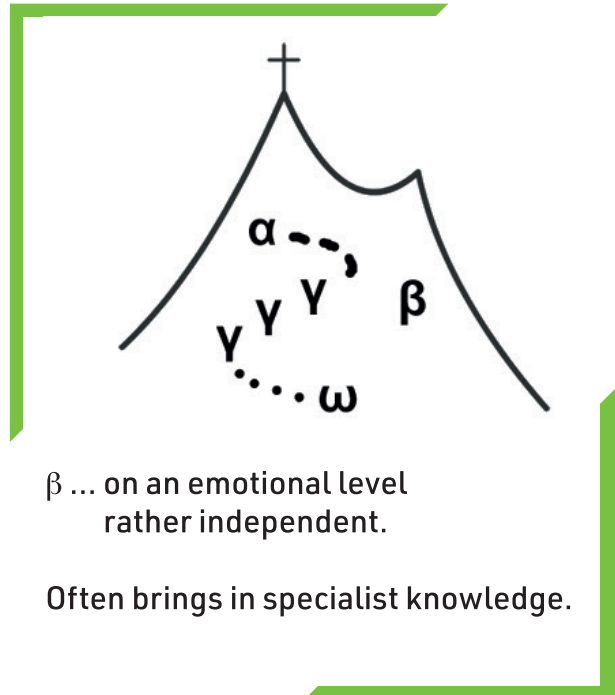 α
γ
β
γ
γ
ω
β ... on an emotional level
rather independent.
Often brings in specialist knowledge.